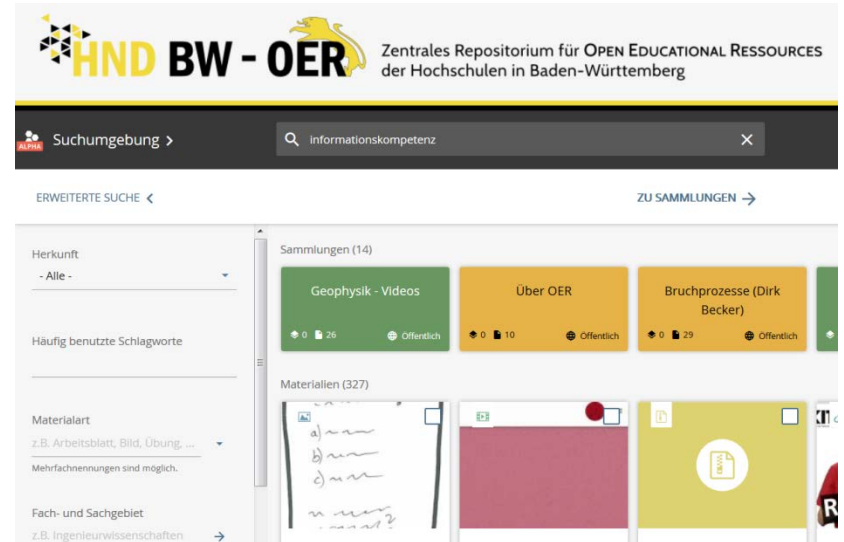 HND BW - OER
Zentrales Repositorium für OPEN EDUCATIONAL RESSOURCES
der Hochschulen in Baden-Württemberg
ALPHA
Suchumgebung >
informationskompetenz
ERWEITERTE SUCHE
ZU SAMMLUNGEN →
Herkunft
- Alle -
Häufig benutzte Schlagworte
Materialart
z.B. Arbeitsblatt, Bild, Übung, ...
Mehrfachnennungen sind möglich.
Fach- und Sachgebiet
z.B. Ingenieurwissenschaften →
Sammlungen (14)
Geophysik - Videos
0 26 Öffentlich
Über OER
0 10 Öffentlich
Bruchprozesse (Dirk
Becker)
0 29 Öffentlich
Materialien (327)
a)
b)
c)